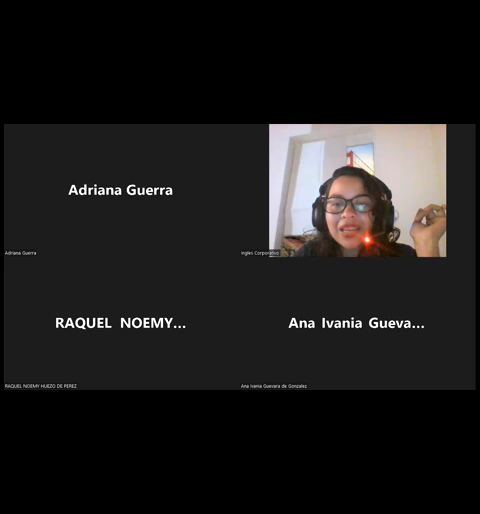 Adriana Guerra
Adriana Guerra
Ingles Corporativo
RAQUEL NOEMY...
Ana Ivania Gueva...
RAQUEL NOEMY HUEZO DE PEREZ
Ana Ivania Guevara de Gonzalez